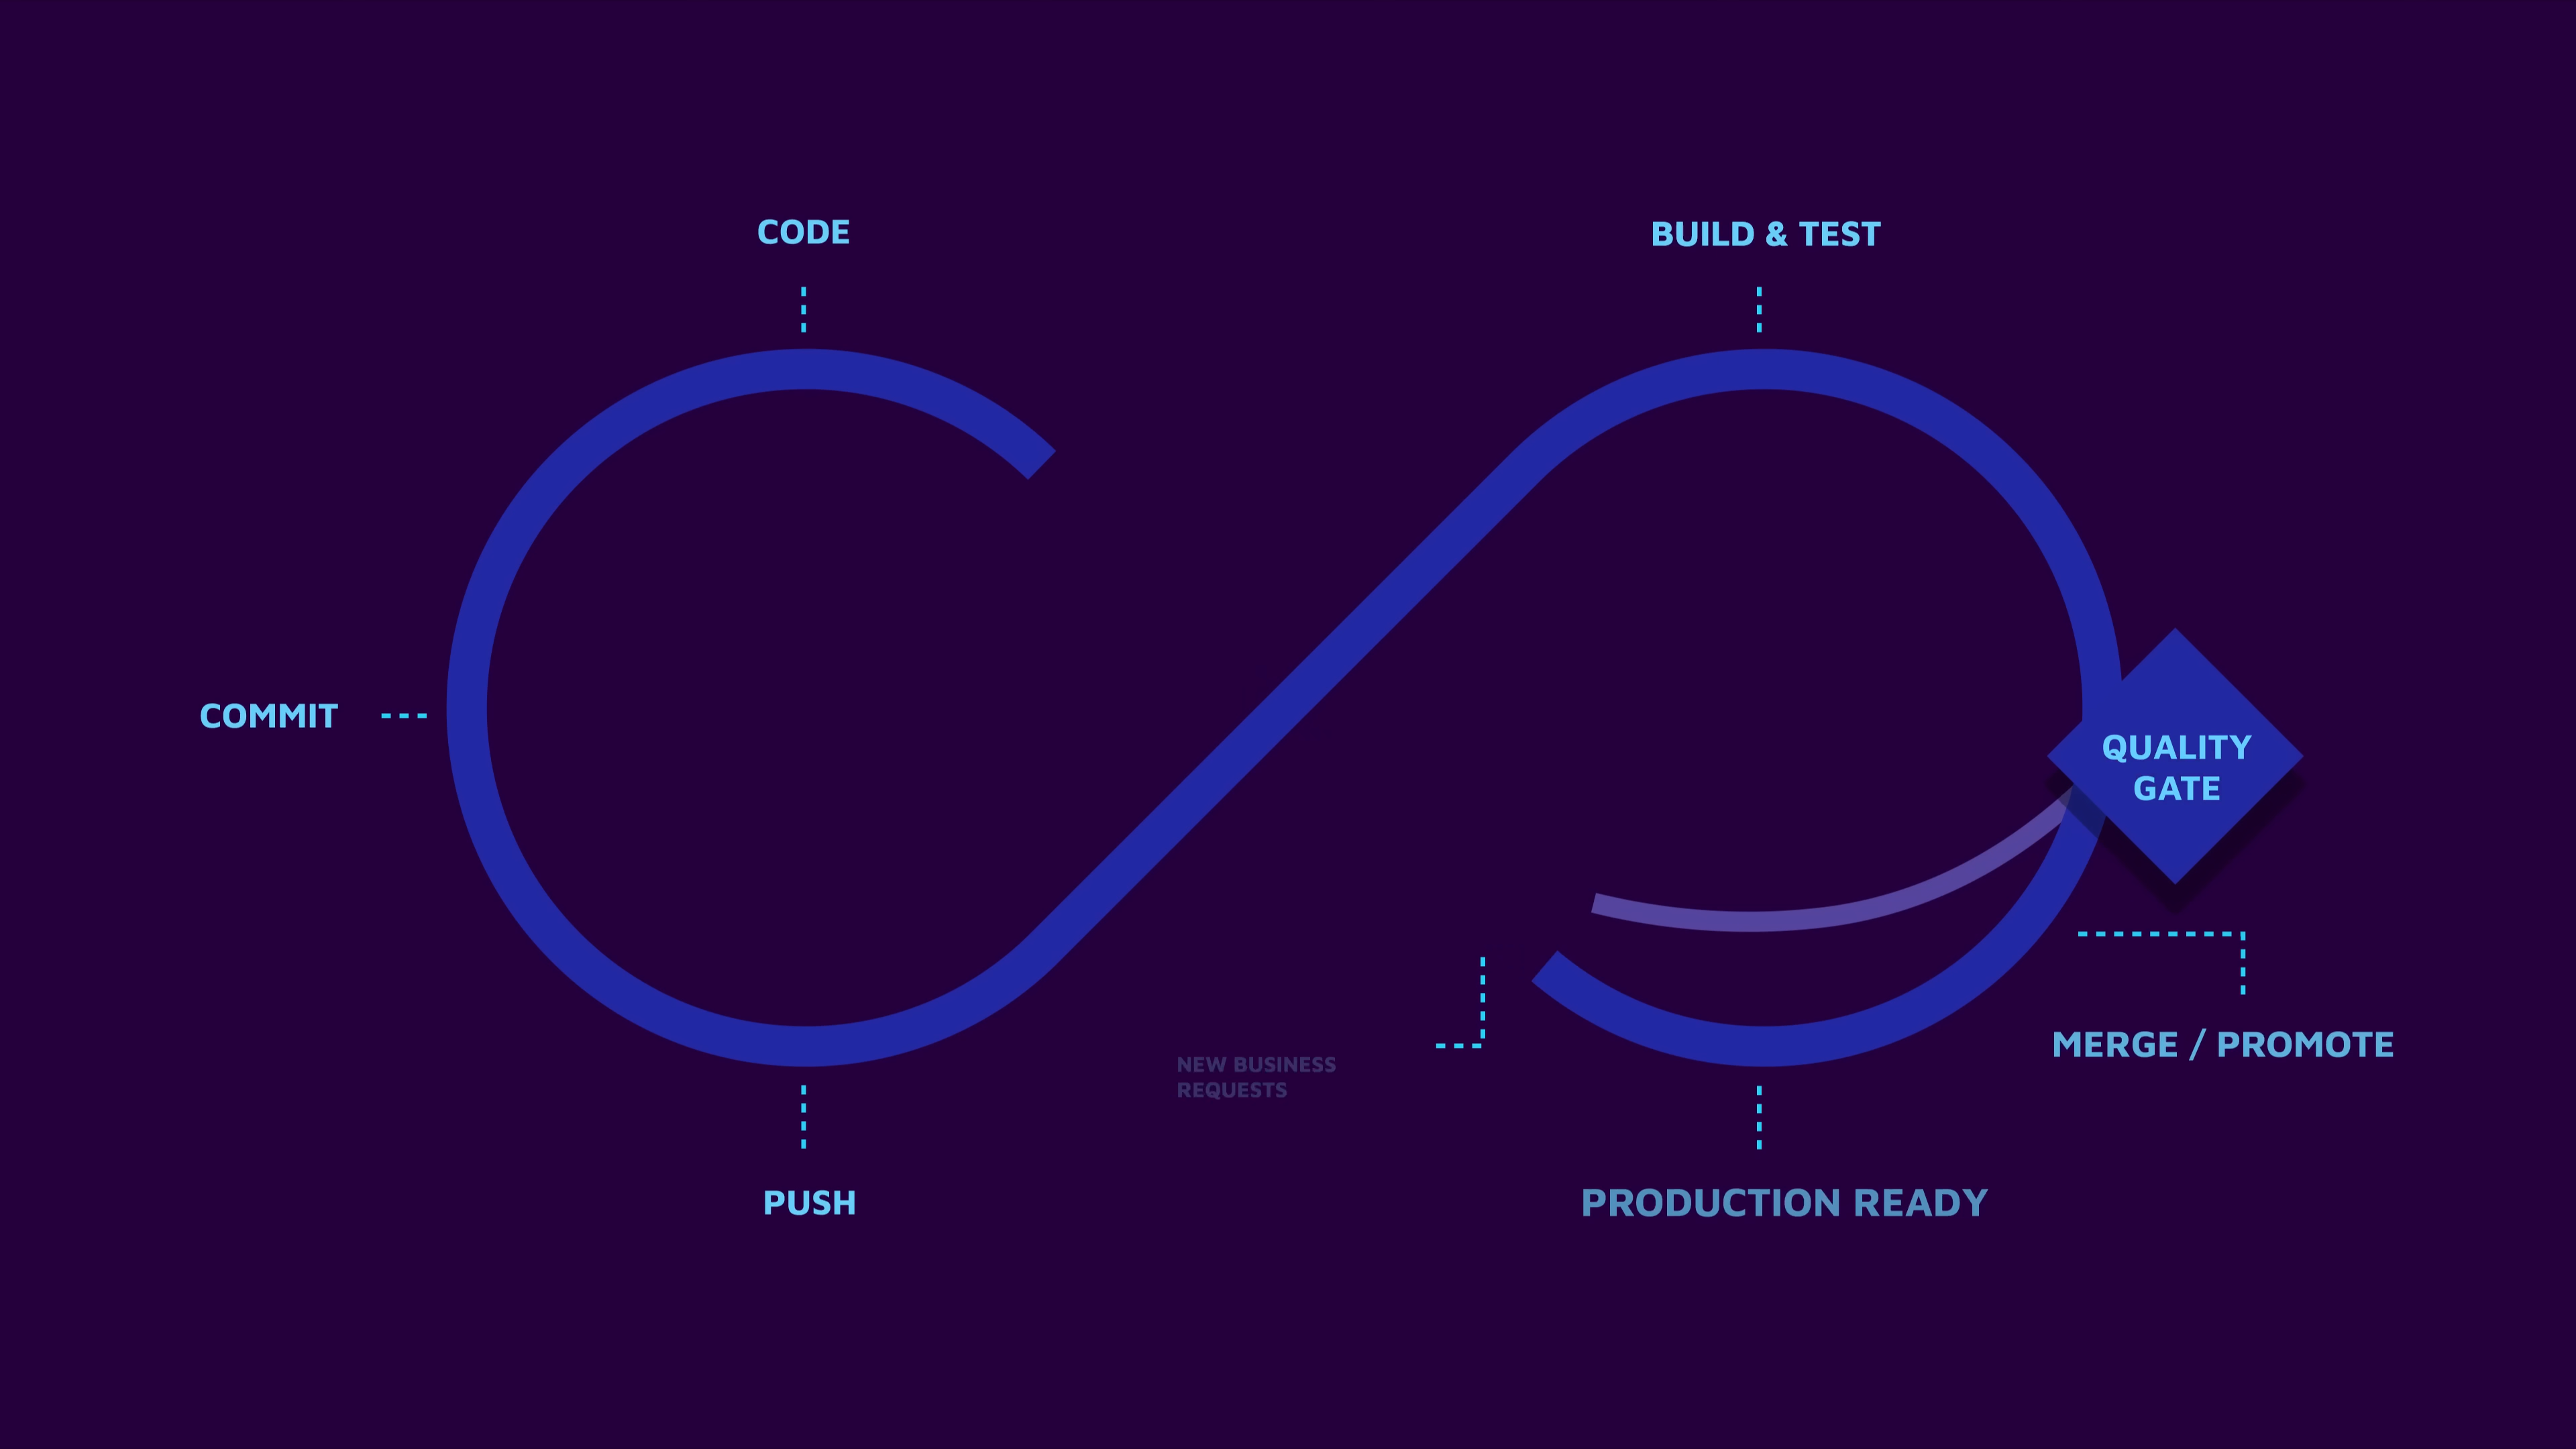 CODE
BUILD & TEST
COMMIT
QUALITY
GATE
MERGE / PROMOTE
NEW BUSINESS
REQUESTS
PUSH
PRODUCTION READY